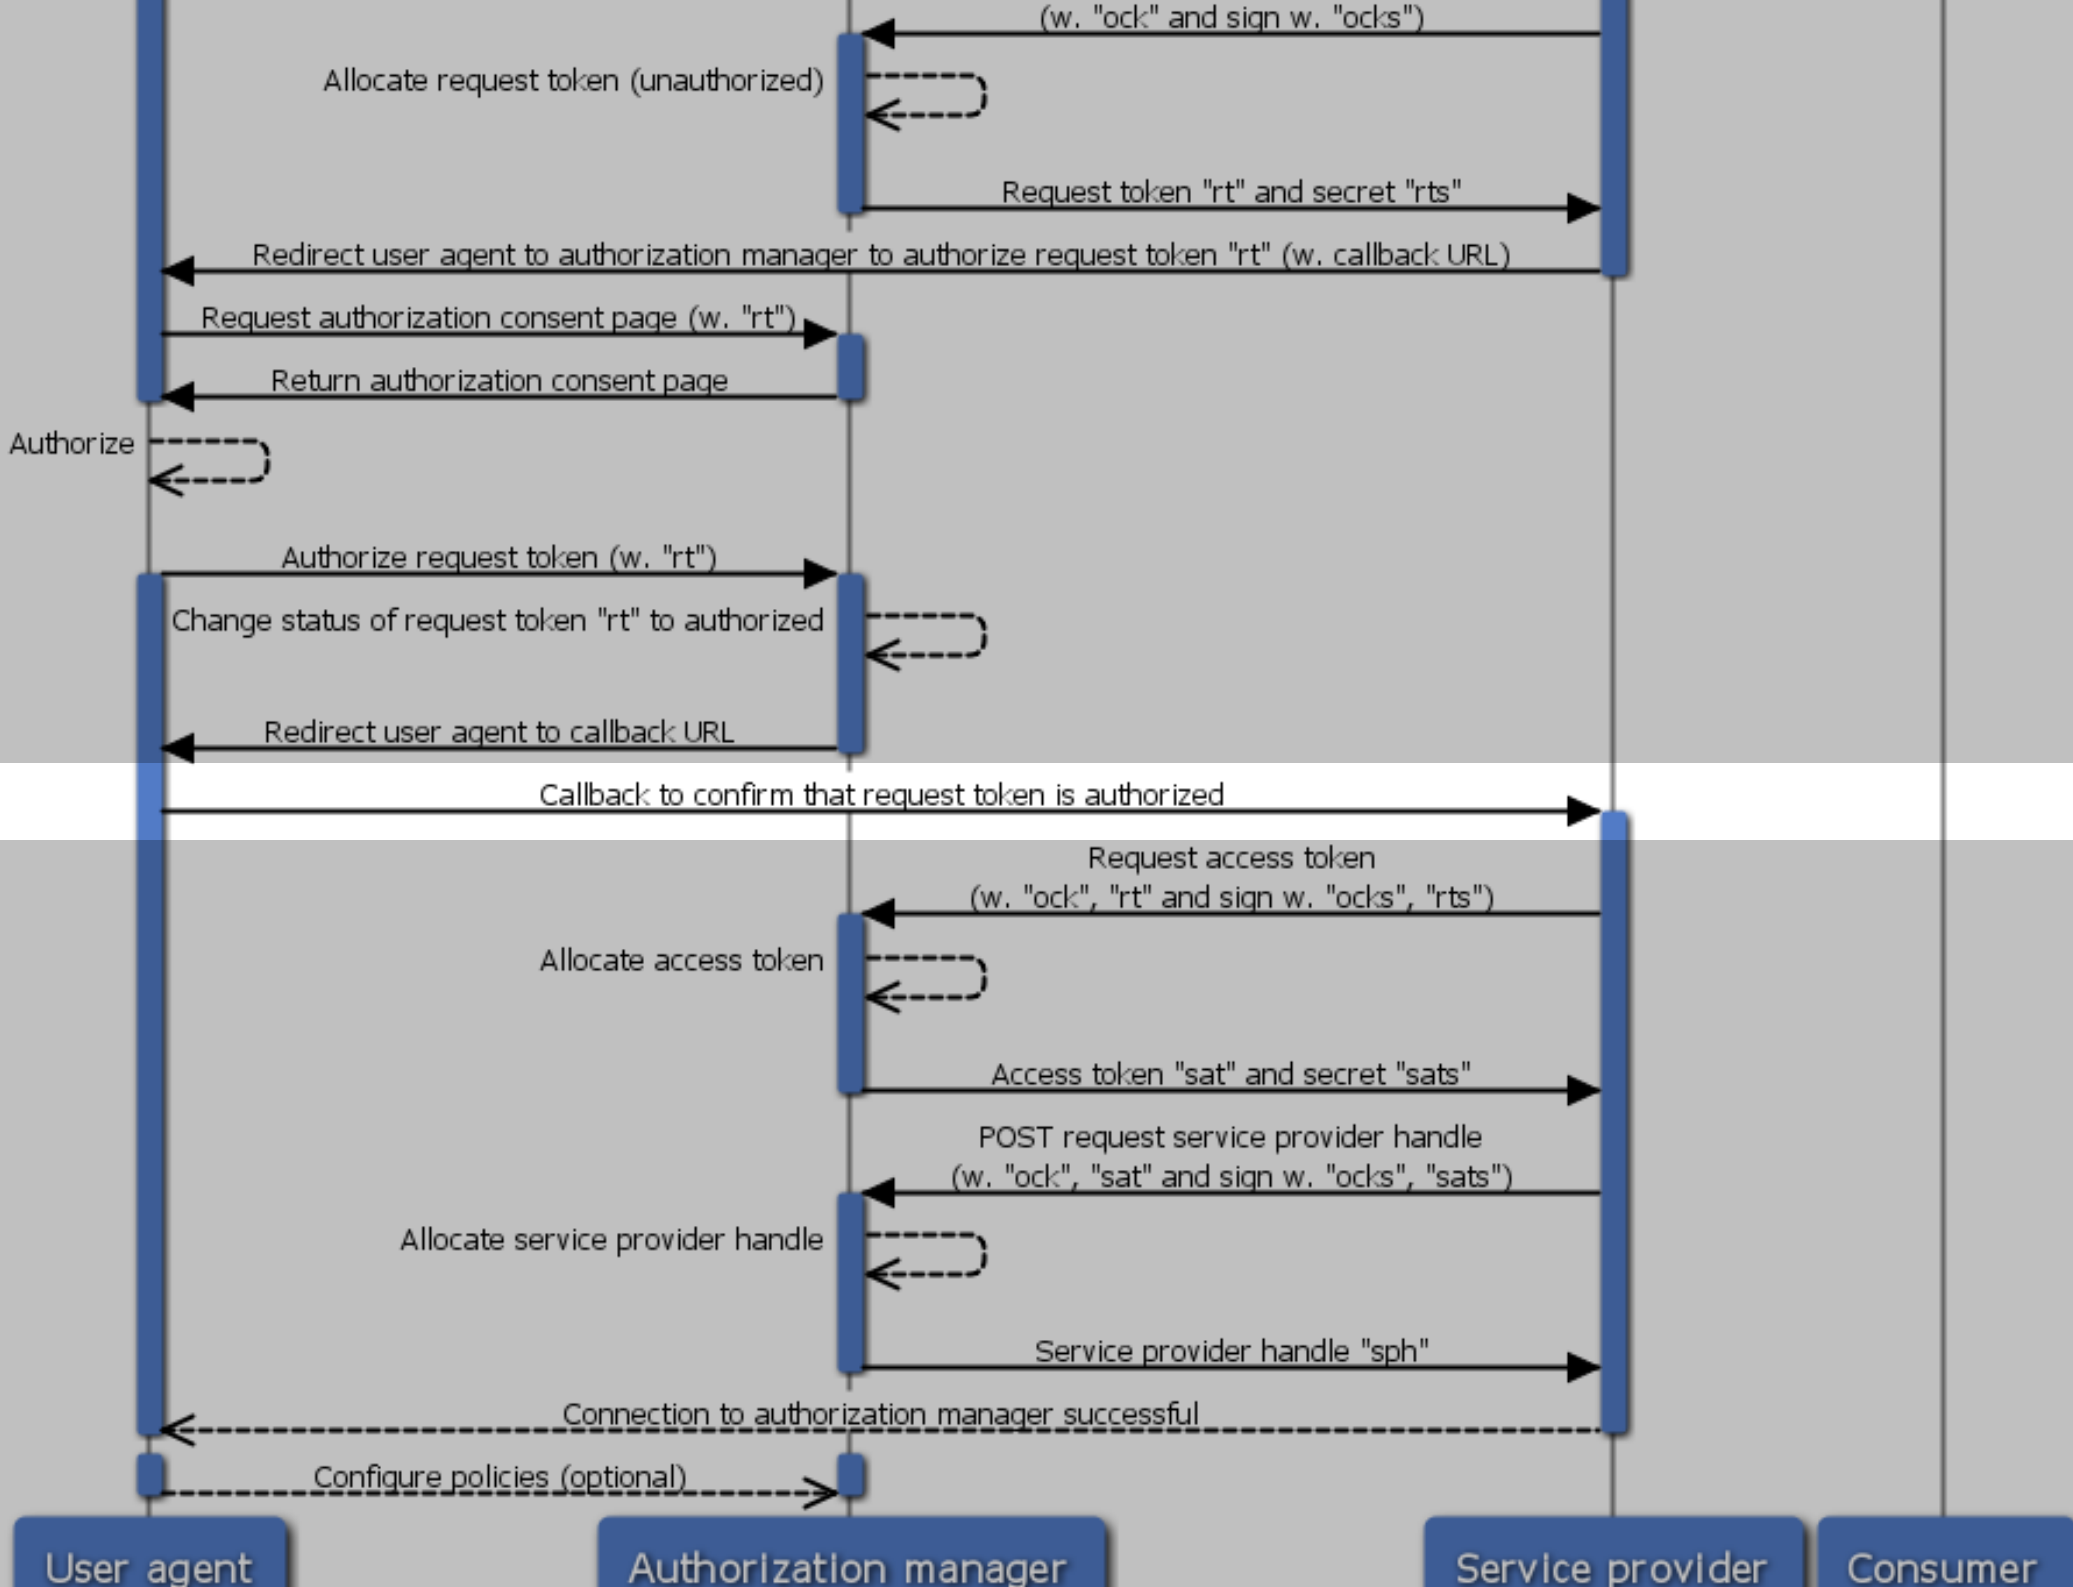 (w. "ock" and sign w. "ocks")
Allocate request token (unauthorized)
Request token "rt" and secret "rts"
Redirect user agent to authorization manager to authorize request token "rt" (w. callback URL)
Request authorization consent page (w. "rt")
Return authorization consent page
Authorize
Authorize request token (w. "rt")
Change status of request token "rt" to authorized
Redirect user agent to callback URL
Callback to confirm that request token is authorized
Request access token
(w. "ock", "rt" and sign w. "ocks", "rts")
Allocate access token
Access token "sat" and secret "sats"
POST request service provider handle
(w. "ock", "sat" and sign w. "ocks", "sats")
Allocate service provider handle
Service provider handle "sph"
Connection to authorization manager successful
Configure policies (optional)
User agent
Authorization manager
Service provider
Consumer